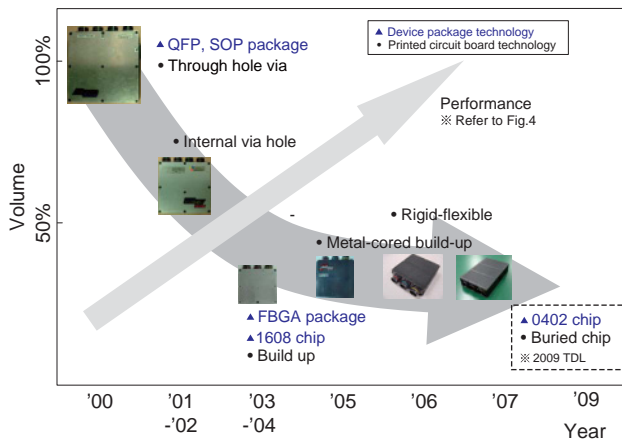 ▲ QFP, SOP package
● Through hole via
▲ Device package technology
● Printed circuit board technology
100%
Performance
※ Refer to Fig.4
● Internal via hole
Volume
50%
-
● Rigid-flexible
● Metal-cored build-up
▲ FBGA package
▲ 1608 chip
● Build up
▲ 0402 chip
● Buried chip
※ 2009 TDL
’00 ’01 ’03 ’05 ’06 ’07 ’09
-’02 -’04
Year